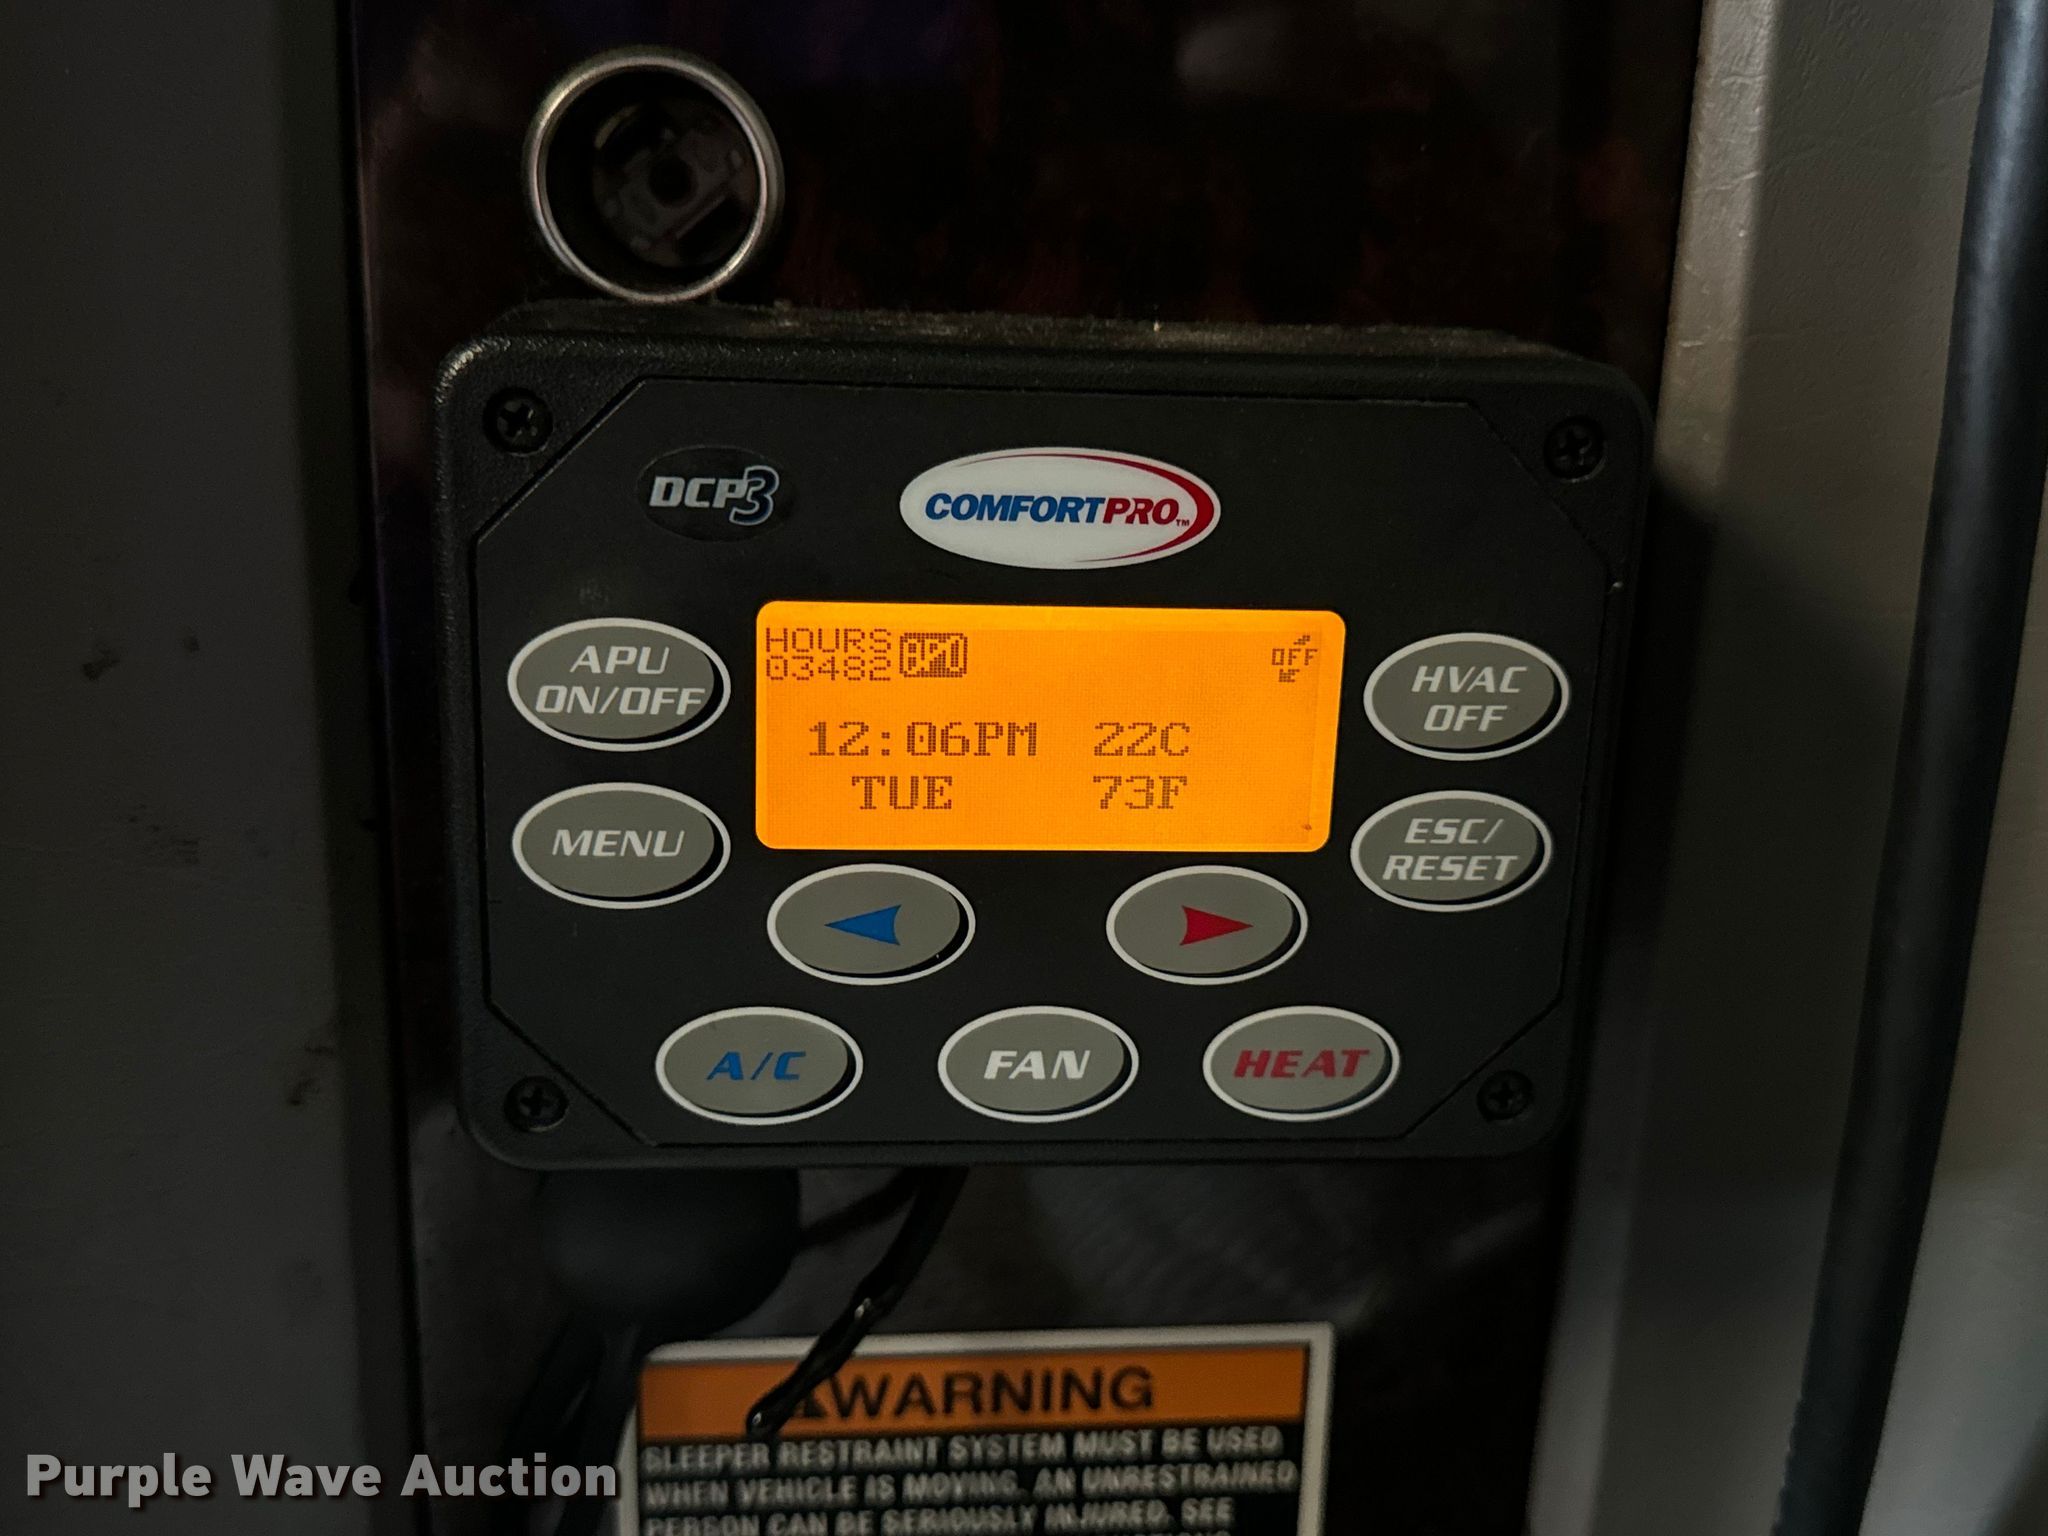 DCP3
COMFORTPRO™
HOURS
03482
APU
OFF
12:06PM 22C
TUE 73F
APU
ON/OFF
HVAC
OFF
MENU
ESC/
RESET
A/C
FAN
HEAT
WARNING
SLEEPER RESTRAINT SYSTEM MUST BE USED
WHEN VEHICLE IS MOVING. AN UNRESTRAINED
PERSON CAN BE SERIOUSLY INJURED. SEE
Purple Wave Auction